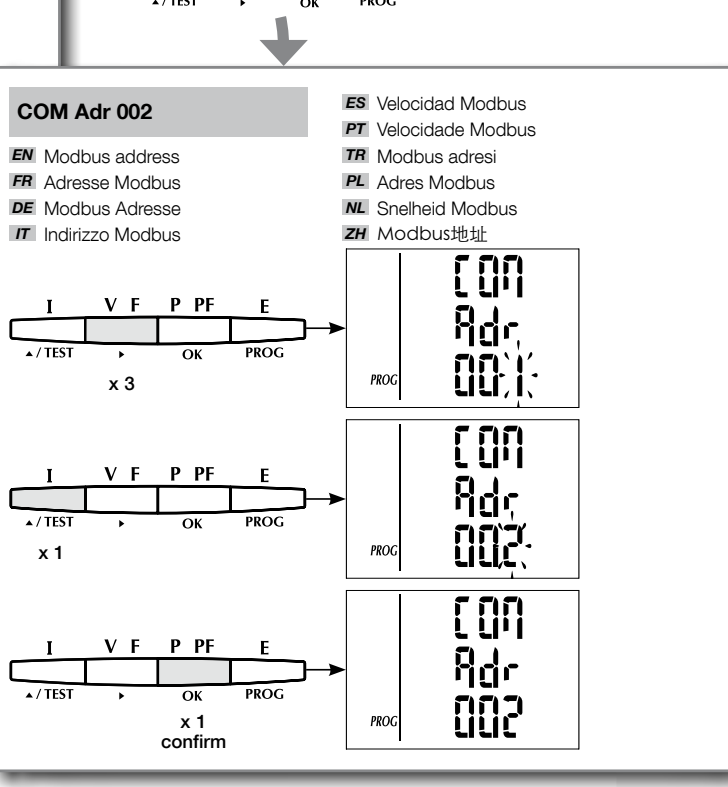 ▲/ TEST ▸ OK PROG
COM Adr 002
EN Modbus address
FR Adresse Modbus
DE Modbus Adresse
IT Indirizzo Modbus
ES Velocidad Modbus
PT Velocidade Modbus
TR Modbus adresi
PL Adres Modbus
NL Snelheid Modbus
ZH Modbus地址
I V F P PF E
▲/ TEST ▸ OK PROG
x 3
COM
Adr
001
PROG
I V F P PF E
▲/ TEST ▸ OK PROG
x 1
COM
Adr
002
PROG
I V F P PF E
▲/ TEST ▸ OK PROG
x 1
confirm
COM
Adr
002
PROG